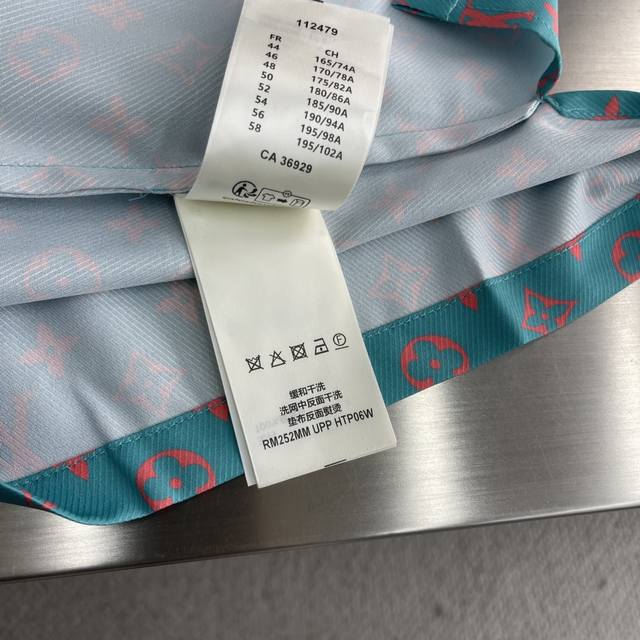 112479
FR CH
44 165/74A
46 170/78A
48 175/82A
50 180/86A
52 185/90A
54 190/94A
56 195/98A
58 195/102A
CA 36929
F
缓和干洗
洗网中反面干洗
垫布反面熨烫
RM252MM UPP HTP06W